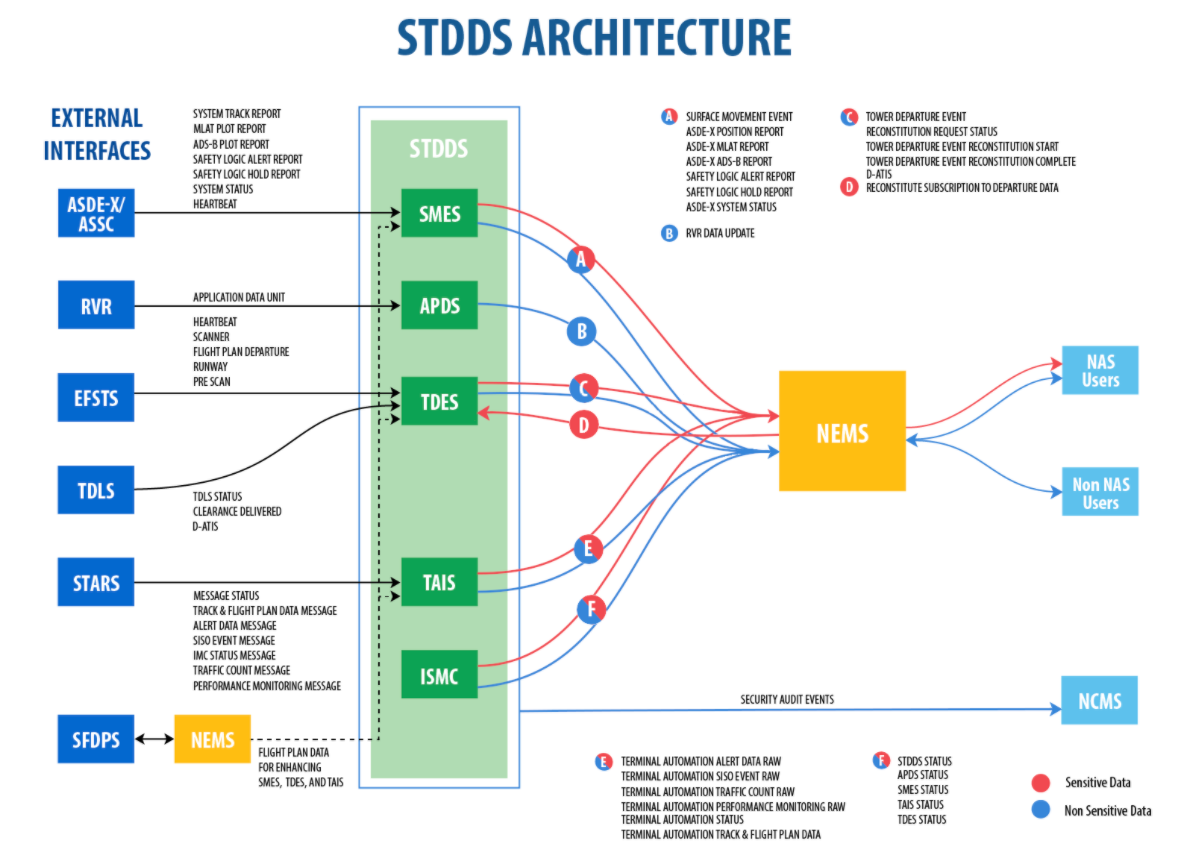 STDDS ARCHITECTURE
EXTERNAL
INTERFACES
SYSTEM TRACK REPORT
MLAT PLOT REPORT
ADS-B PLOT REPORT
SAFETY LOGIC ALERT REPORT
SAFETY LOGIC HOLD REPORT
SYSTEM STATUS
HEARTBEAT
ASDE-X/
ASSC
RVR
APPLICATION DATA UNIT
HEARTBEAT
SCANNER
FLIGHT PLAN DEPARTURE
RUNWAY
PRE SCAN
EFSTS
TDLS
TDLS STATUS
CLEARANCE DELIVERED
D-ATIS
STARS
MESSAGE STATUS
TRACK & FLIGHT PLAN DATA MESSAGE
ALERT DATA MESSAGE
SISO EVENT MESSAGE
IMC STATUS MESSAGE
TRAFFIC COUNT MESSAGE
PERFORMANCE MONITORING MESSAGE
SFDPS
NEMS
FLIGHT PLAN DATA
FOR ENHANCING
SMES, TDES, AND TAIS
STDDS
SMES
APDS
TDES
TAIS
ISMC
A
B
C
D
E
F
A SURFACE MOVEMENT EVENT
ASDE-X POSITION REPORT
ASDE-X MLAT REPORT
ASDE-X ADS-B REPORT
SAFETY LOGIC ALERT REPORT
SAFETY LOGIC HOLD REPORT
ASDE-X SYSTEM STATUS
B RVR DATA UPDATE
C TOWER DEPARTURE EVENT
RECONSTITUTION REQUEST STATUS
TOWER DEPARTURE EVENT RECONSTITUTION START
TOWER DEPARTURE EVENT RECONSTITUTION COMPLETE
D-ATIS
D RECONSTITUTE SUBSCRIPTION TO DEPARTURE DATA
NEMS
NAS
Users
Non NAS
Users
SECURITY AUDIT EVENTS
NCMS
E TERMINAL AUTOMATION ALERT DATA RAW
TERMINAL AUTOMATION SISO EVENT RAW
TERMINAL AUTOMATION TRAFFIC COUNT RAW
TERMINAL AUTOMATION PERFORMANCE MONITORING RAW
TERMINAL AUTOMATION STATUS
TERMINAL AUTOMATION TRACK & FLIGHT PLAN DATA
F STDDS STATUS
APDS STATUS
SMES STATUS
TAIS STATUS
TDES STATUS
Sensitive Data
Non Sensitive Data